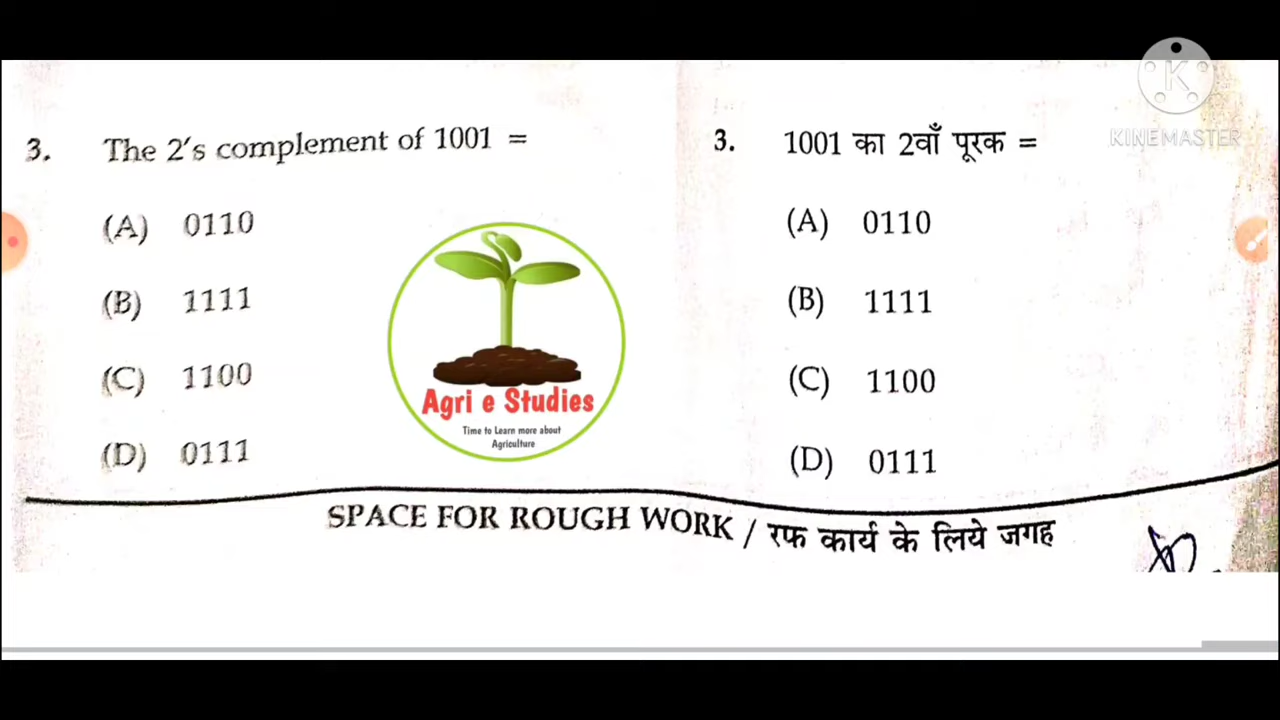 3. The 2's complement of 1001 =
(A) 0110
(B) 1111
(C) 1100
(D) 0111
Agri e Studies
Time to Learn more about
Agriculture
3. 1001 का 2वाँ पूरक =
(A) 0110
(B) 1111
(C) 1100
(D) 0111
SPACE FOR ROUGH WORK / रफ कार्य के लिये जगह
K
KINEMASTER